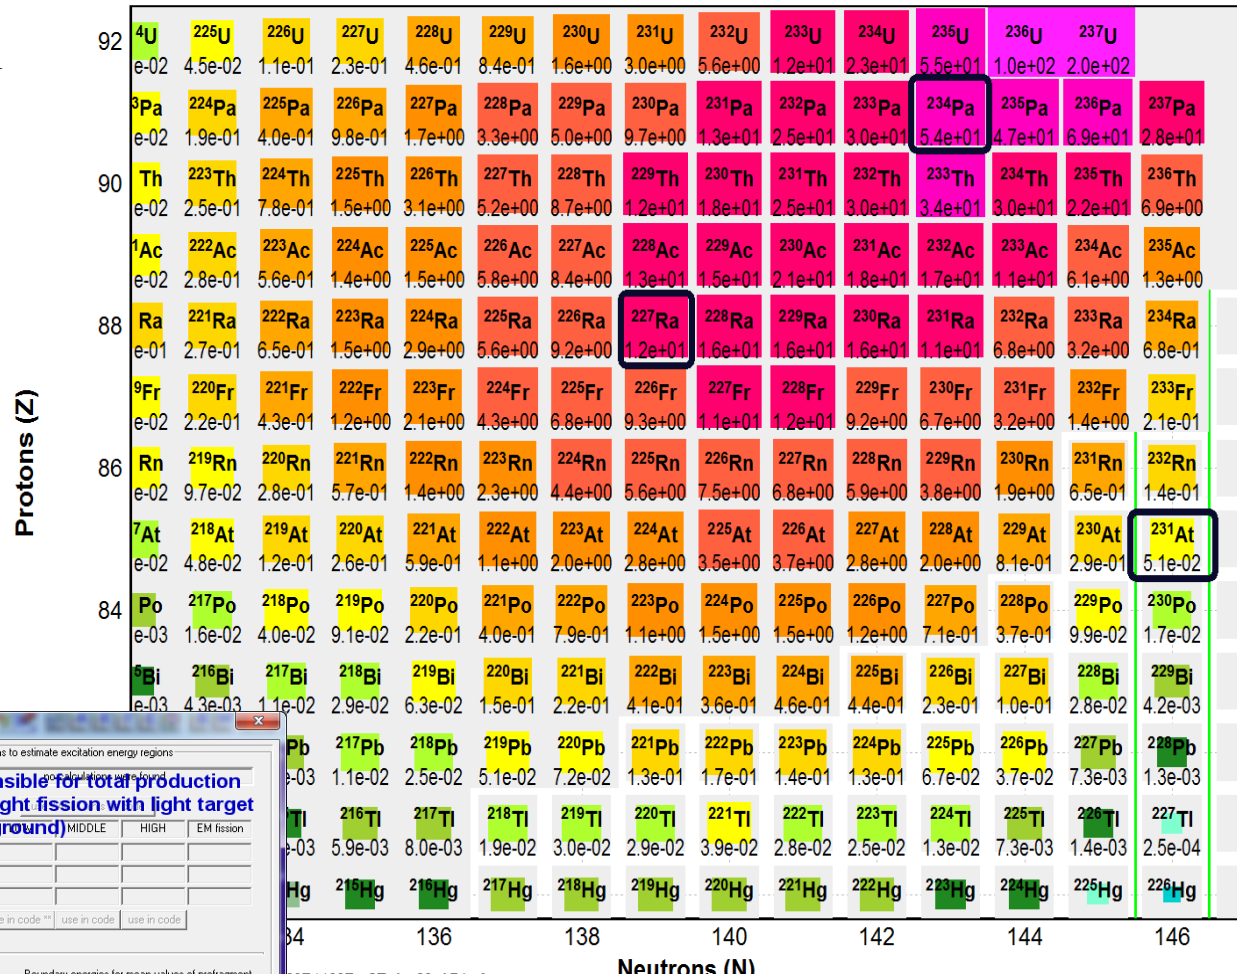 92
4U 225U 226U 227U 228U 229U 230U 231U 232U 233U 234U 235U 236U 237U
e-02 4.5e-02 1.1e-01 2.3e-01 4.6e-01 8.4e-01 1.6e+00 3.0e+00 5.6e+00 1.2e+01 2.3e+01 5.5e+01 1.0e+02 2.0e+02
3Pa 224Pa 225Pa 226Pa 227Pa 228Pa 229Pa 230Pa 231Pa 232Pa 233Pa 234Pa 235Pa 236Pa 237Pa
e-02 1.9e-01 4.0e-01 9.8e-01 1.7e+00 3.3e+00 5.0e+00 9.7e+00 1.3e+01 2.5e+01 3.0e+01 5.4e+01 4.7e+01 6.9e+01 2.8e+01
90
Th 223Th 224Th 225Th 226Th 227Th 228Th 229Th 230Th 231Th 232Th 233Th 234Th 235Th 236Th
e-02 2.5e-01 7.8e-01 1.5e+00 3.1e+00 5.2e+00 8.7e+00 1.2e+01 1.8e+01 2.5e+01 3.0e+01 3.4e+01 3.0e+01 2.2e+01 6.9e+00
1Ac 222Ac 223Ac 224Ac 225Ac 226Ac 227Ac 228Ac 229Ac 230Ac 231Ac 232Ac 233Ac 234Ac 235Ac
e-02 2.8e-01 5.6e-01 1.4e+00 1.5e+00 5.8e+00 8.4e+00 1.3e+01 1.5e+01 2.1e+01 1.8e+01 1.7e+01 1.1e+01 6.1e+00 1.3e+00
88
Ra 221Ra 222Ra 223Ra 224Ra 225Ra 226Ra 227Ra 228Ra 229Ra 230Ra 231Ra 232Ra 233Ra 234Ra
e-01 2.7e-01 6.5e-01 1.5e+00 2.9e+00 5.6e+00 9.2e+00 1.2e+01 1.6e+01 1.6e+01 1.6e+01 1.1e+01 6.8e+00 3.2e+00 6.8e-01
9Fr 220Fr 221Fr 222Fr 223Fr 224Fr 225Fr 226Fr 227Fr 228Fr 229Fr 230Fr 231Fr 232Fr 233Fr
e-02 2.2e-01 4.3e-01 1.2e+00 2.1e+00 4.3e+00 6.8e+00 9.3e+00 1.1e+01 1.2e+01 9.2e+00 6.7e+00 3.2e+00 1.4e+00 2.1e-01
86
Rn 219Rn 220Rn 221Rn 222Rn 223Rn 224Rn 225Rn 226Rn 227Rn 228Rn 229Rn 230Rn 231Rn 232Rn
e-02 9.7e-02 2.8e-01 5.7e-01 1.4e+00 2.3e+00 4.4e+00 5.6e+00 7.5e+00 6.8e+00 5.9e+00 3.8e+00 1.9e+00 6.5e-01 1.4e-01
7At 218At 219At 220At 221At 222At 223At 224At 225At 226At 227At 228At 229At 230At 231At
e-02 4.8e-02 1.2e-01 2.6e-01 5.9e-01 1.1e+00 2.0e+00 2.8e+00 3.5e+00 3.7e+00 2.8e+00 2.0e+00 8.1e-01 2.9e-01 5.1e-02
84
Po 217Po 218Po 219Po 220Po 221Po 222Po 223Po 224Po 225Po 226Po 227Po 228Po 229Po 230Po
e-03 1.6e-02 4.0e-02 9.1e-02 2.2e-01 4.0e-01 7.9e-01 1.1e+00 1.5e+00 1.5e+00 1.2e+00 7.1e-01 3.7e-01 9.9e-02 1.7e-02
5Bi 216Bi 217Bi 218Bi 219Bi 220Bi 221Bi 222Bi 223Bi 224Bi 225Bi 226Bi 227Bi 228Bi 229Bi
e-03 4.3e-03 1.1e-02 2.9e-02 6.3e-02 1.5e-01 2.2e-01 4.1e-01 3.6e-01 4.6e-01 4.4e-01 2.3e-01 1.0e-01 2.8e-02 4.2e-03
Pb 217Pb 218Pb 219Pb 220Pb 221Pb 222Pb 223Pb 224Pb 225Pb 226Pb 227Pb 228Pb
e-03 1.1e-02 2.5e-02 5.1e-02 7.2e-02 1.3e-01 1.7e-01 1.4e-01 1.3e-01 6.7e-02 3.7e-02 7.3e-03 1.3e-03
Tl 216Tl 217Tl 218Tl 219Tl 220Tl 221Tl 222Tl 223Tl 224Tl 225Tl 226Tl 227Tl
e-03 5.9e-03 8.0e-03 1.9e-02 3.0e-02 2.9e-02 3.9e-02 2.8e-02 2.5e-02 1.3e-02 7.3e-03 1.4e-03 2.5e-04
Hg 215Hg 216Hg 217Hg 218Hg 219Hg 220Hg 221Hg 222Hg 223Hg 224Hg 225Hg 226Hg
34 136 138 140 142 144 146
Neutrons (N)
Protons (Z)
x
ns to estimate excitation energy regions
no calculations were found
nsible for total production
ght fission with light target
ground)
MIDDLE HIGH EM fission
e in code ** use in code use in code
Boundary energies for mean values of prefragment